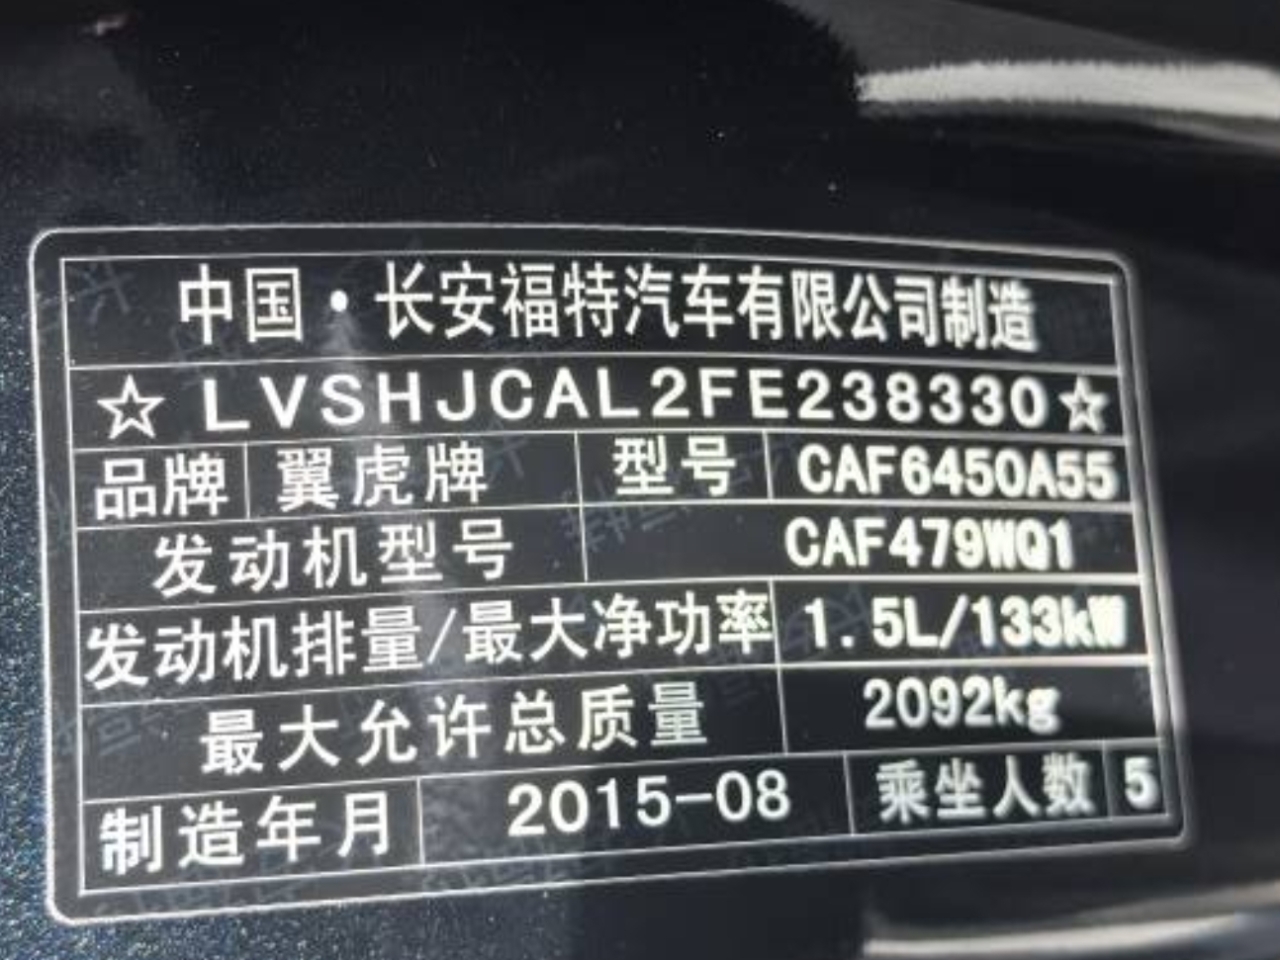 中国·长安福特汽车有限公司制造
☆LVSHJCAL2FE238330☆
品牌 翼虎牌 型号 CAF6450A55
发动机型号 CAF479WQ1
发动机排量/最大净功率 1.5L/133kW
最大允许总质量 2092kg
制造年月 2015-08 乘坐人数 5